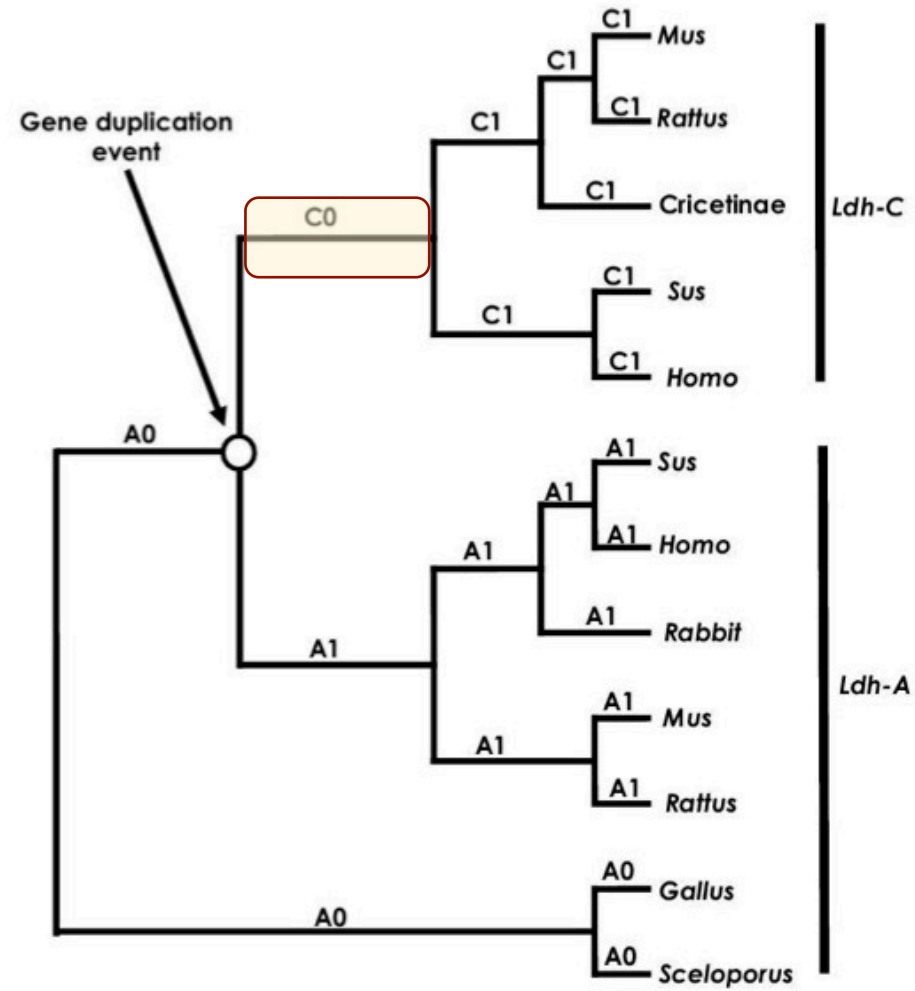 C1
Mus
C1
C1
Rattus
C1
C1
Cricetinae
Ldh-C
Gene duplication
event
C0
C1
Sus
C1
C1
Homo
A0
A1
Sus
A1
A1
Homo
A1
A1
Rabbit
A1
Ldh-A
A1
Mus
A1
A1
Rattus
A0
Gallus
A0
A0
Sceloporus